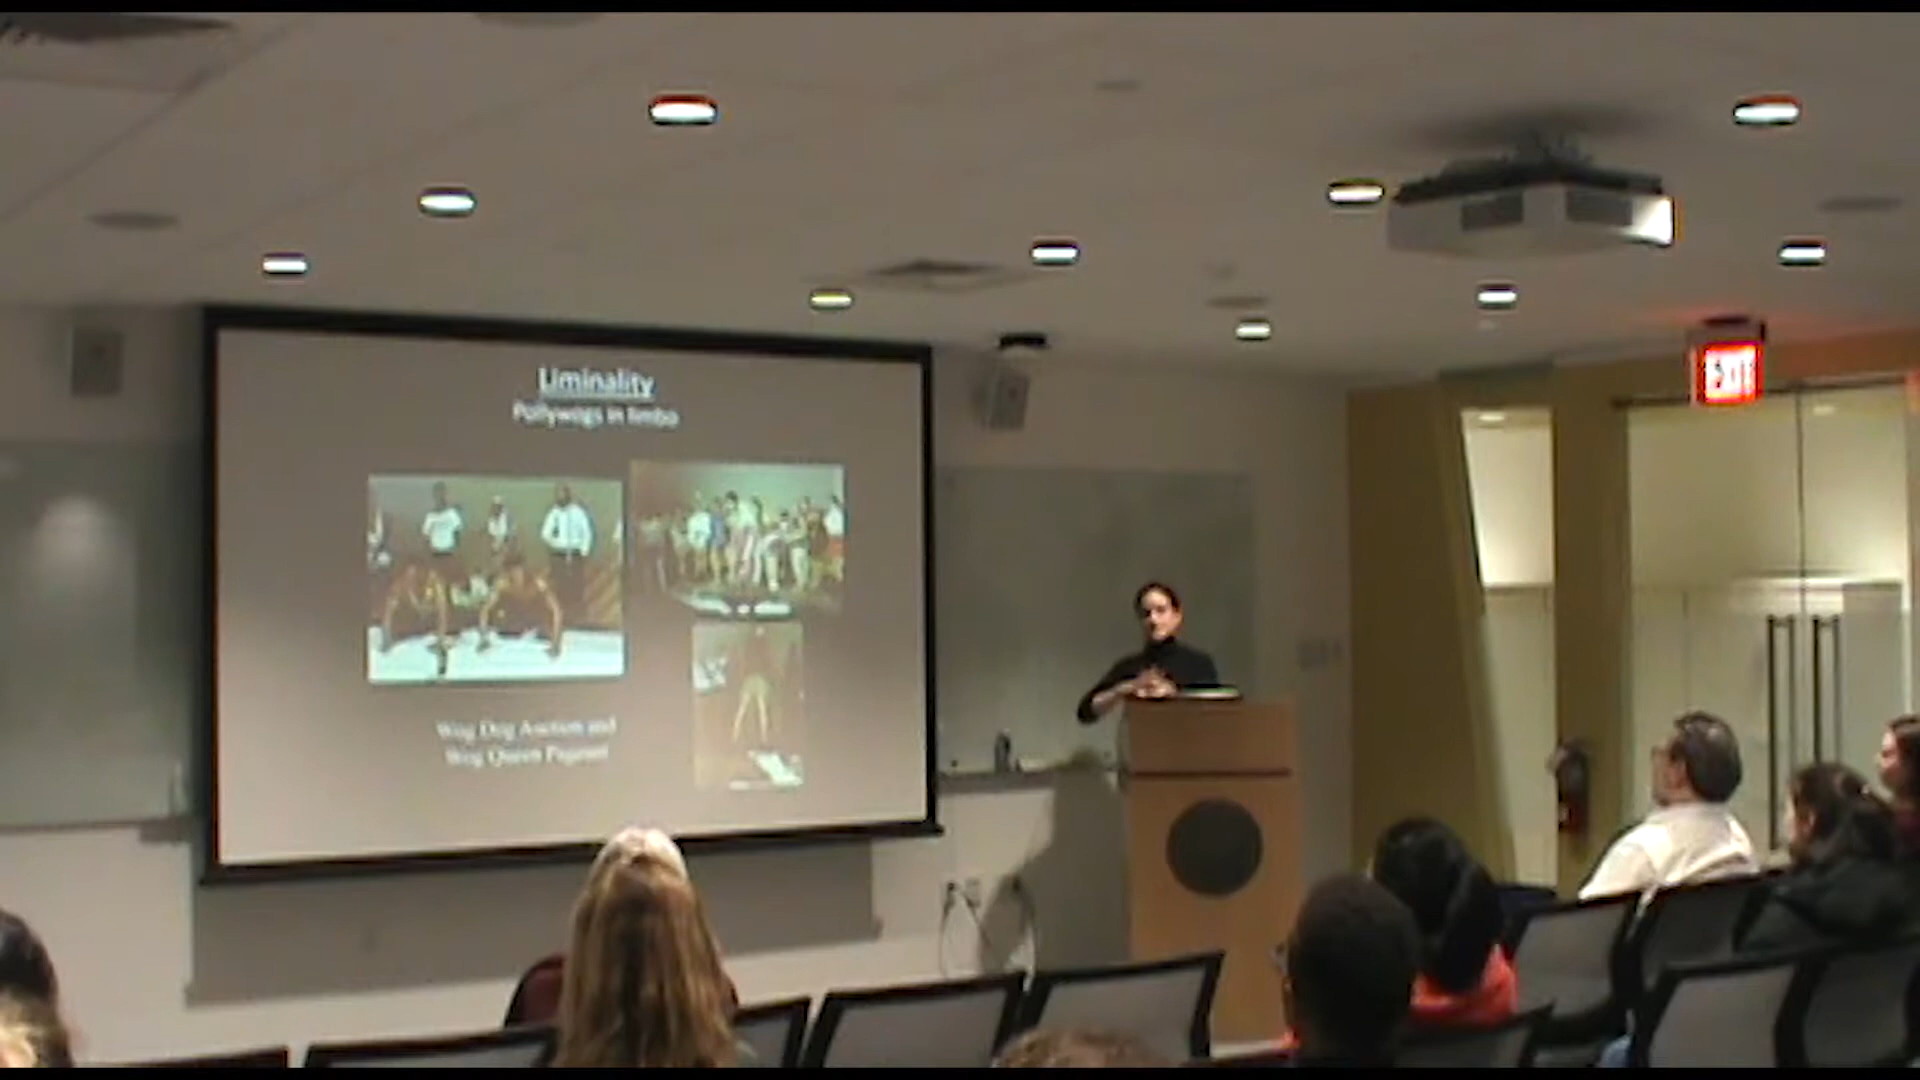 Liminality
Pollywogs in limbo
Wog Dog Auction and
Wog Queen Pageant
EXIT